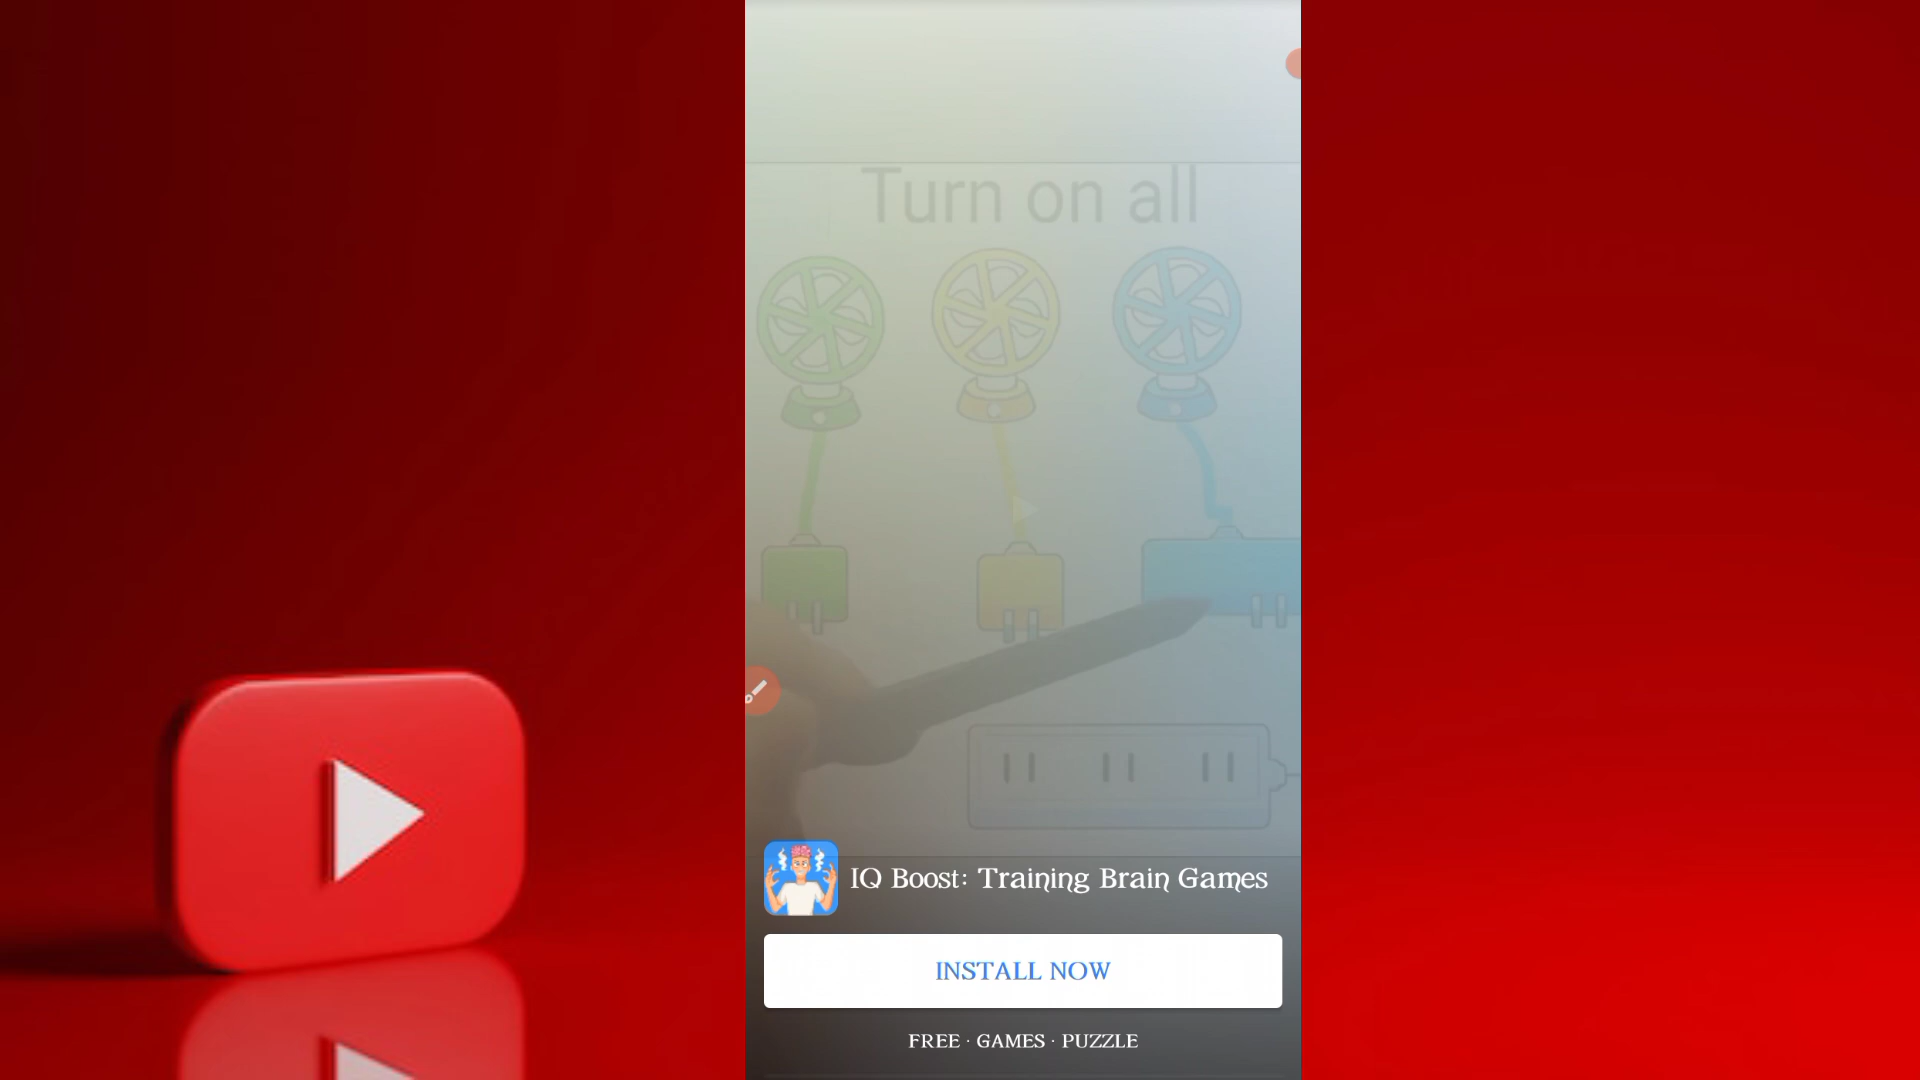 Turn on all
IQ Boost: Training Brain Games
INSTALL NOW
FREE · GAMES · PUZZLE